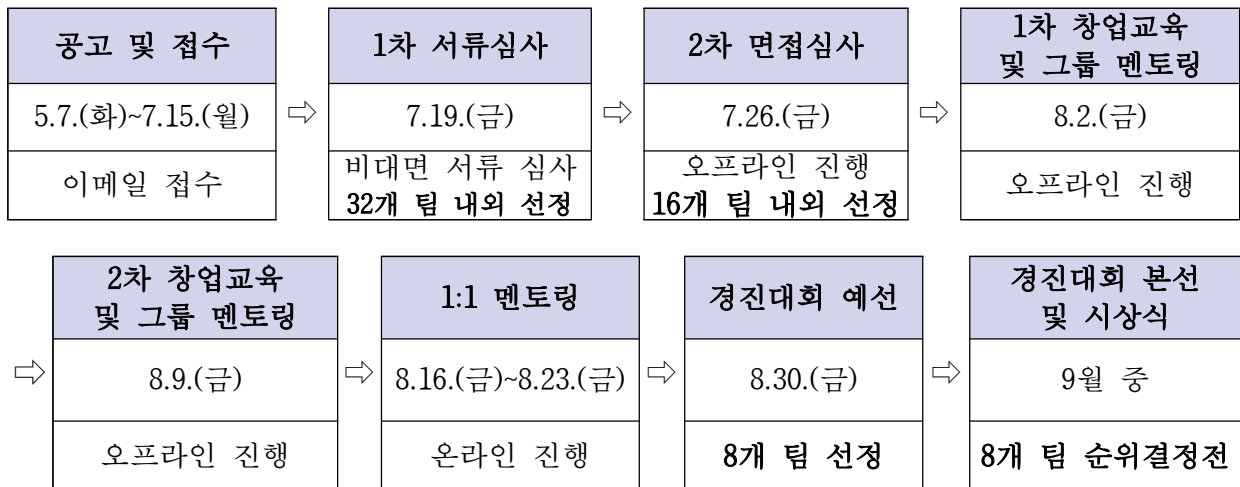 공고 및 접수
5.7.(화)~7.15.(월)
이메일 접수
⇨
1차 서류심사
7.19.(금)
비대면 서류 심사
32개 팀 내외 선정
⇨
2차 면접심사
7.26.(금)
오프라인 진행
16개 팀 내외 선정
⇨
1차 창업교육
및 그룹 멘토링
8.2.(금)
오프라인 진행
⇨
2차 창업교육
및 그룹 멘토링
8.9.(금)
오프라인 진행
⇨
1:1 멘토링
8.16.(금)~8.23.(금)
온라인 진행
⇨
경진대회 예선
8.30.(금)
8개 팀 선정
⇨
경진대회 본선
및 시상식
9월 중
8개 팀 순위결정전